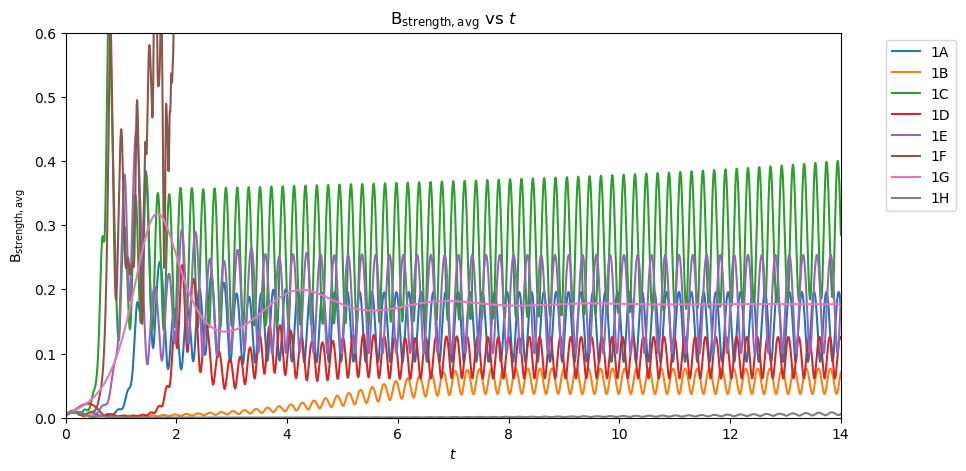 B_strength, avg vs t
B_strength, avg
0.6
0.5
0.4
0.3
0.2
0.1
0.0
0 2 4 6 8 10 12 14
t
1A
1B
1C
1D
1E
1F
1G
1H